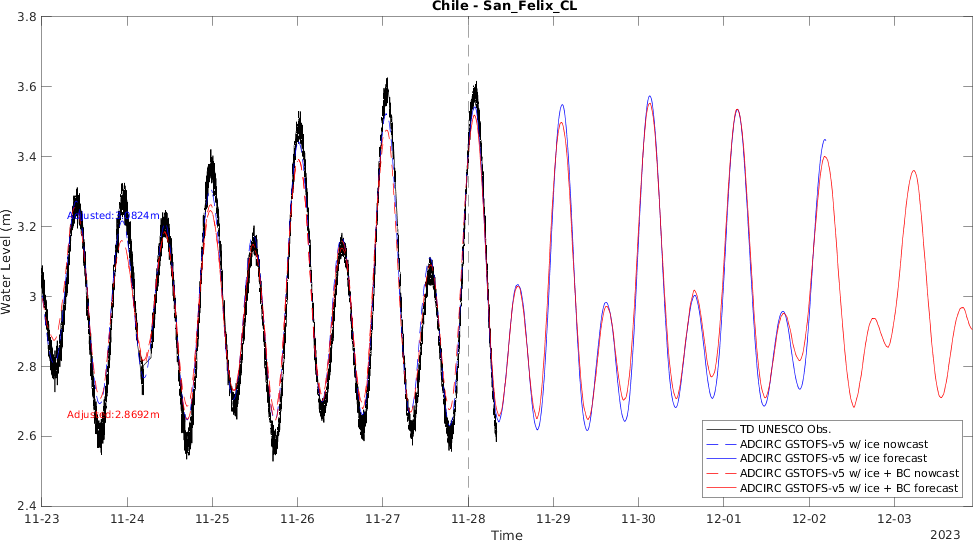 Chile - San_Felix_CL
3.8
3.6
3.4
3.2
3
2.8
2.6
2.4
Water Level (m)
Adjusted:2.8692m
TD UNESCO Obs.
ADCIRC GSTOFS-v5 w/ ice nowcast
ADCIRC GSTOFS-v5 w/ ice forecast
ADCIRC GSTOFS-v5 w/ ice + BC nowcast
ADCIRC GSTOFS-v5 w/ ice + BC forecast
11-23 11-24 11-25 11-26 11-27 11-28 11-29 11-30 12-01 12-02 12-03
Time
2023